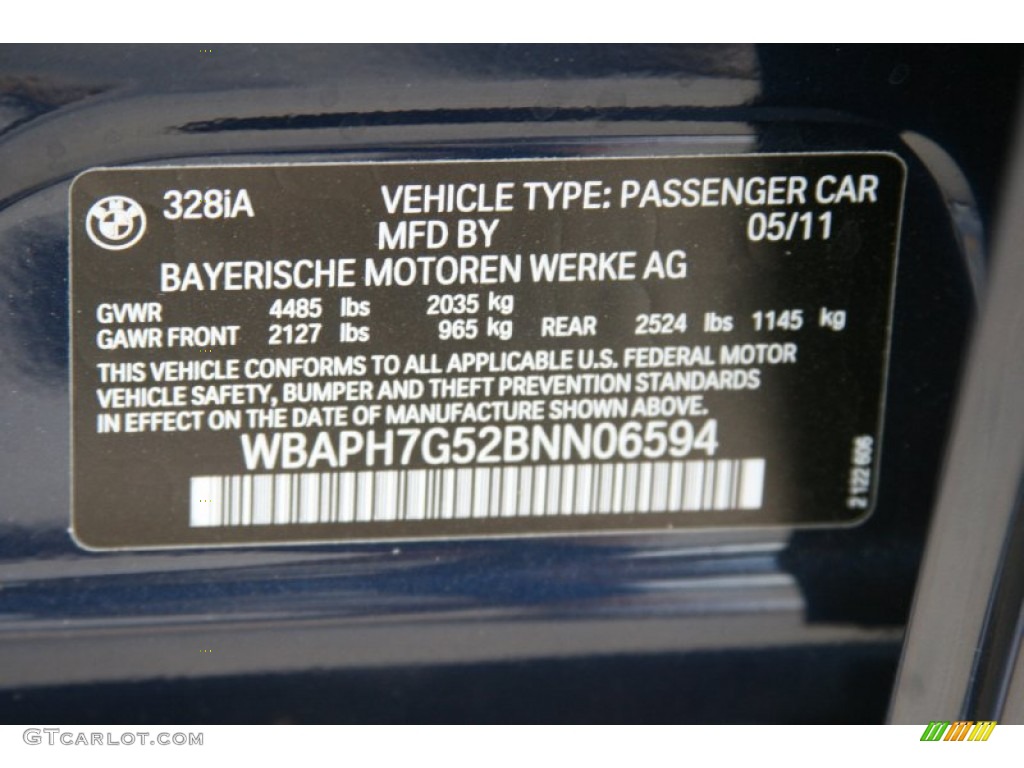 328iA VEHICLE TYPE: PASSENGER CAR
MFD BY 05/11
BAYERISCHE MOTOREN WERKE AG
GVWR 4485 lbs 2035 kg
GAWR FRONT 2127 lbs 965 kg REAR 2524 lbs 1145 kg
THIS VEHICLE CONFORMS TO ALL APPLICABLE U.S. FEDERAL MOTOR
VEHICLE SAFETY, BUMPER AND THEFT PREVENTION STANDARDS
IN EFFECT ON THE DATE OF MANUFACTURE SHOWN ABOVE.
WBAPH7G52BNN06594
2 122 606
GTCARLOT.COM